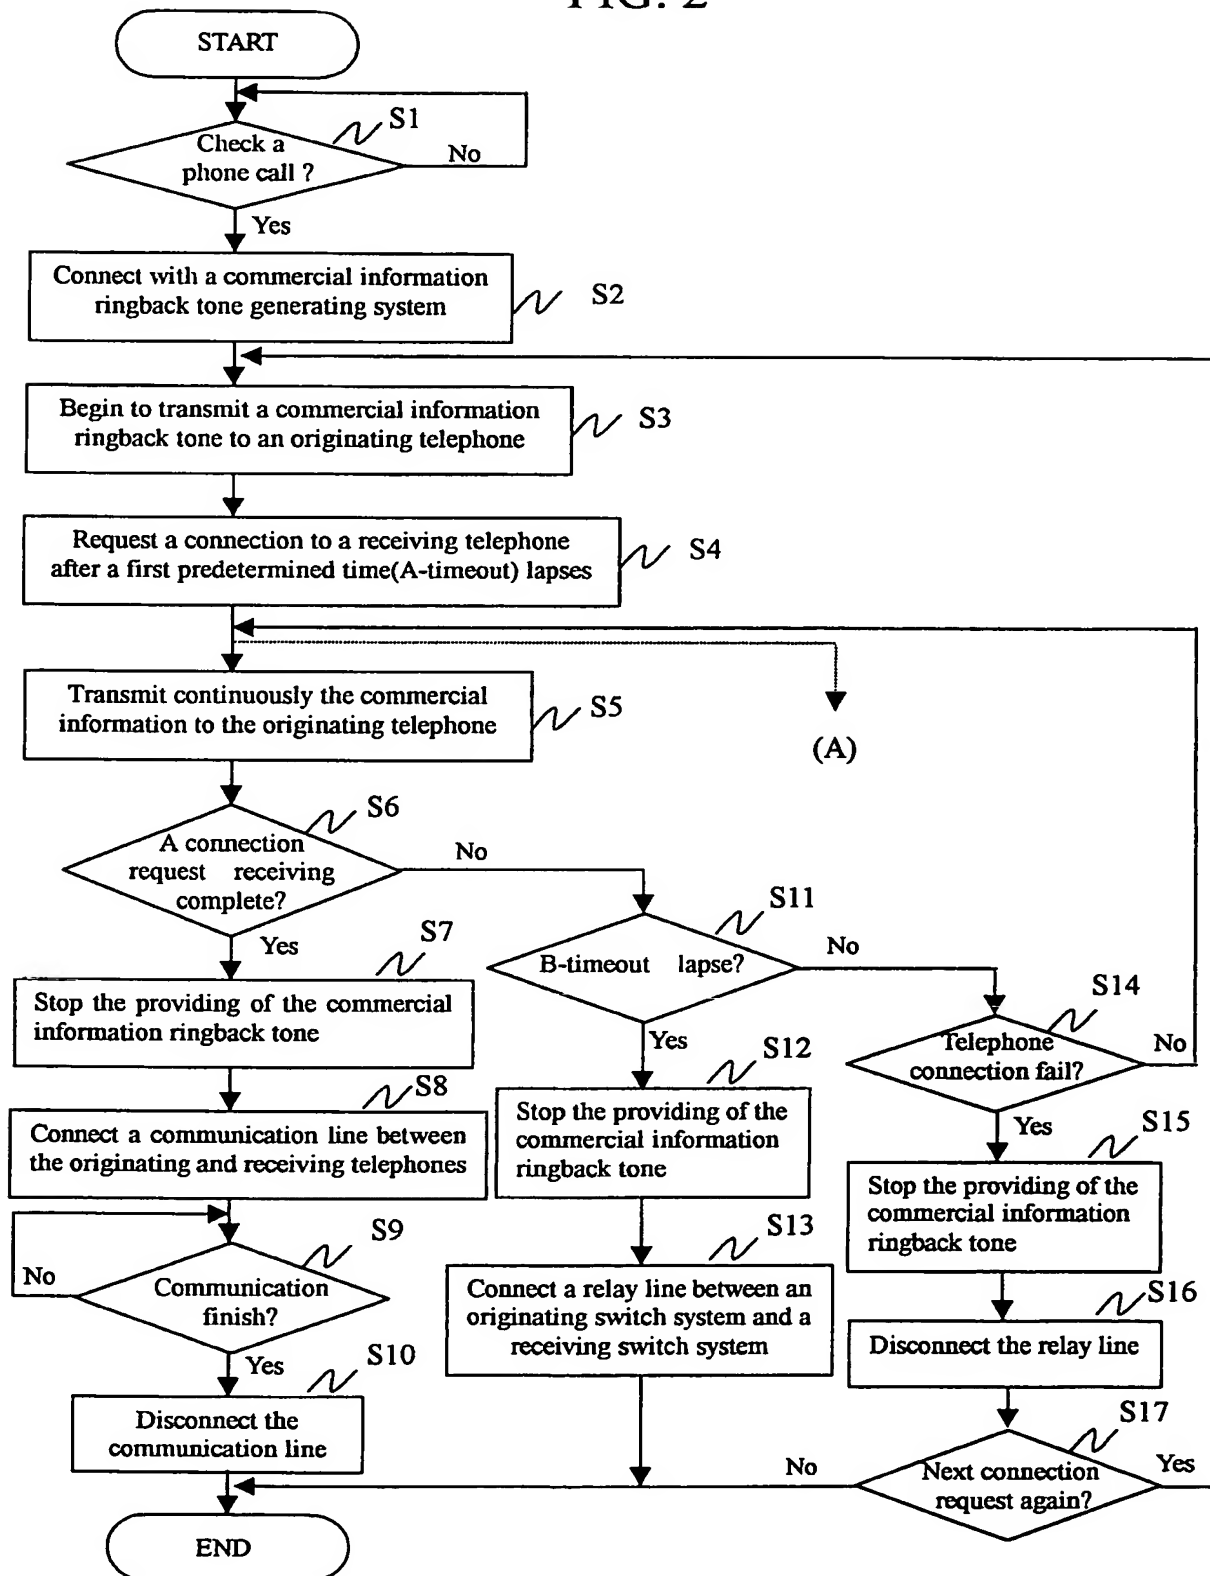 FIG. 2
START
S1
Check a
phone call ?
No
Yes
Connect with a commercial information
ringback tone generating system
S2
Begin to transmit a commercial information
ringback tone to an originating telephone
S3
Request a connection to a receiving telephone
after a first predetermined time(A-timeout) lapses
S4
Transmit continuously the commercial
information to the originating telephone
S5
(A)
S6
A connection
request receiving
complete?
No
Yes
S7
S11
B-timeout lapse?
No
Yes
Stop the providing of the commercial
information ringback tone
S14
Telephone
connection fail?
No
Yes
S8
Connect a communication line between
the originating and receiving telephones
S12
Stop the providing of the
commercial information
ringback tone
S15
Stop the providing of the
commercial information
ringback tone
S9
Communication
finish?
No
Yes
S13
Connect a relay line between an
originating switch system and a
receiving switch system
S16
Disconnect the relay line
S10
Disconnect the
communication line
S17
Next connection
request again?
No
Yes
END